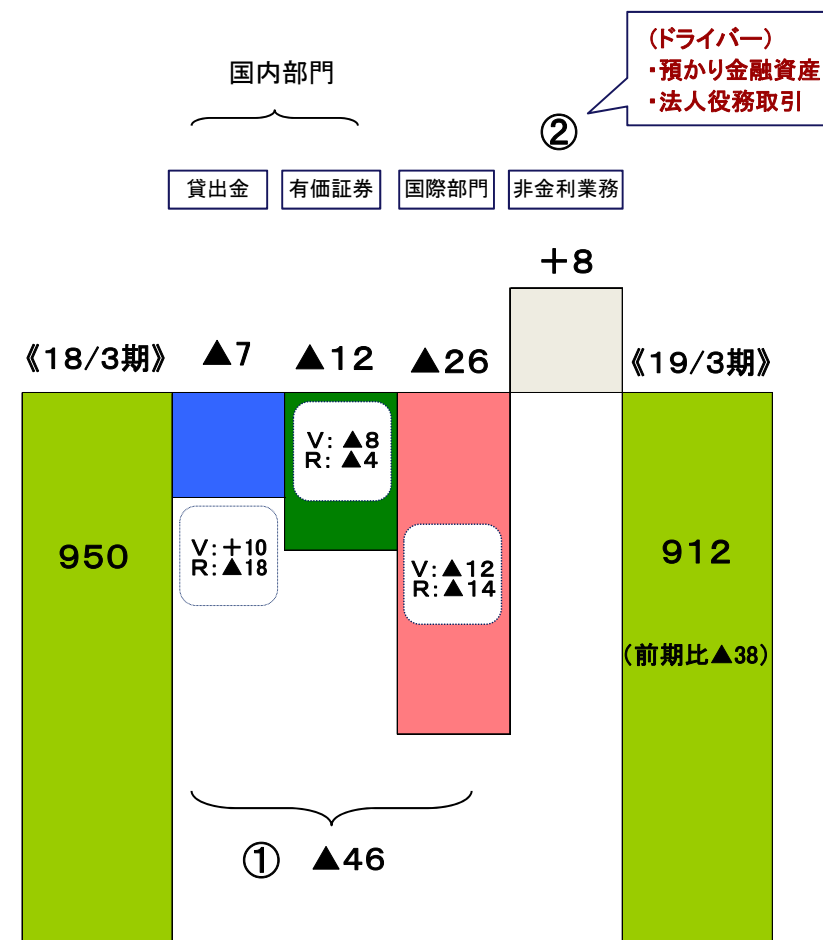 (ドライバー)
・預かり金融資産
・法人役務取引
国内部門
②
貸出金
有価証券
国際部門
非金利業務
+8
《18/3期》
▲7
▲12
▲26
《19/3期》
V: ▲8
R: ▲4
V:+10
R:▲18
V:▲12
R:▲14
950
912
(前期比▲38)
① ▲46